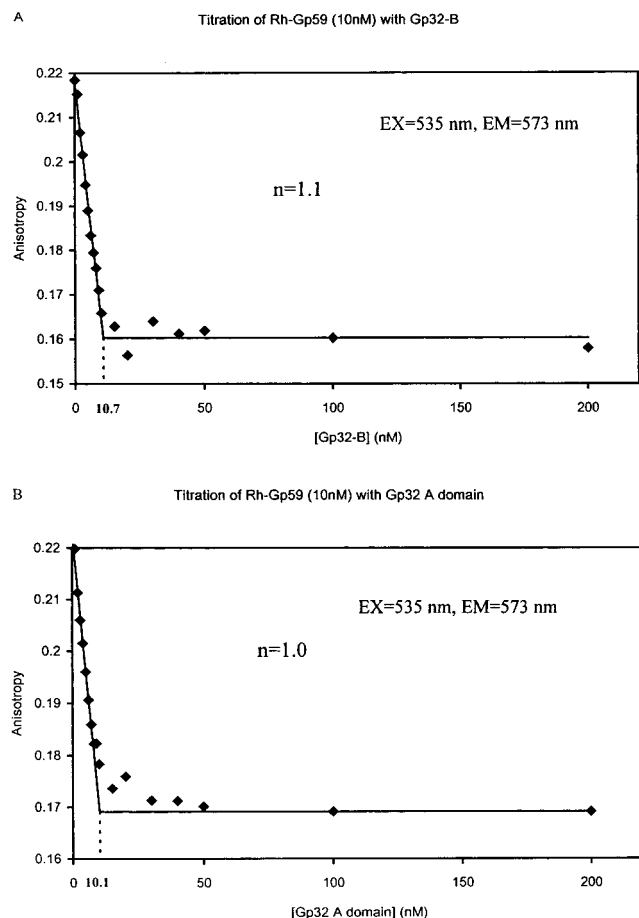 A
Titration of Rh-Gp59 (10nM) with Gp32-B
0.22
0.21
0.2
0.19
0.18
0.17
0.16
0.15
Anisotropy
EX=535 nm, EM=573 nm
n=1.1
0 10.7 50 100 150 200
[Gp32-B] (nM)
B
Titration of Rh-Gp59 (10nM) with Gp32 A domain
0.22
0.21
0.2
0.19
0.18
0.17
0.16
Anisotropy
EX=535 nm, EM=573 nm
n=1.0
0 10.1 50 100 150 200
[Gp32 A domain] (nM)